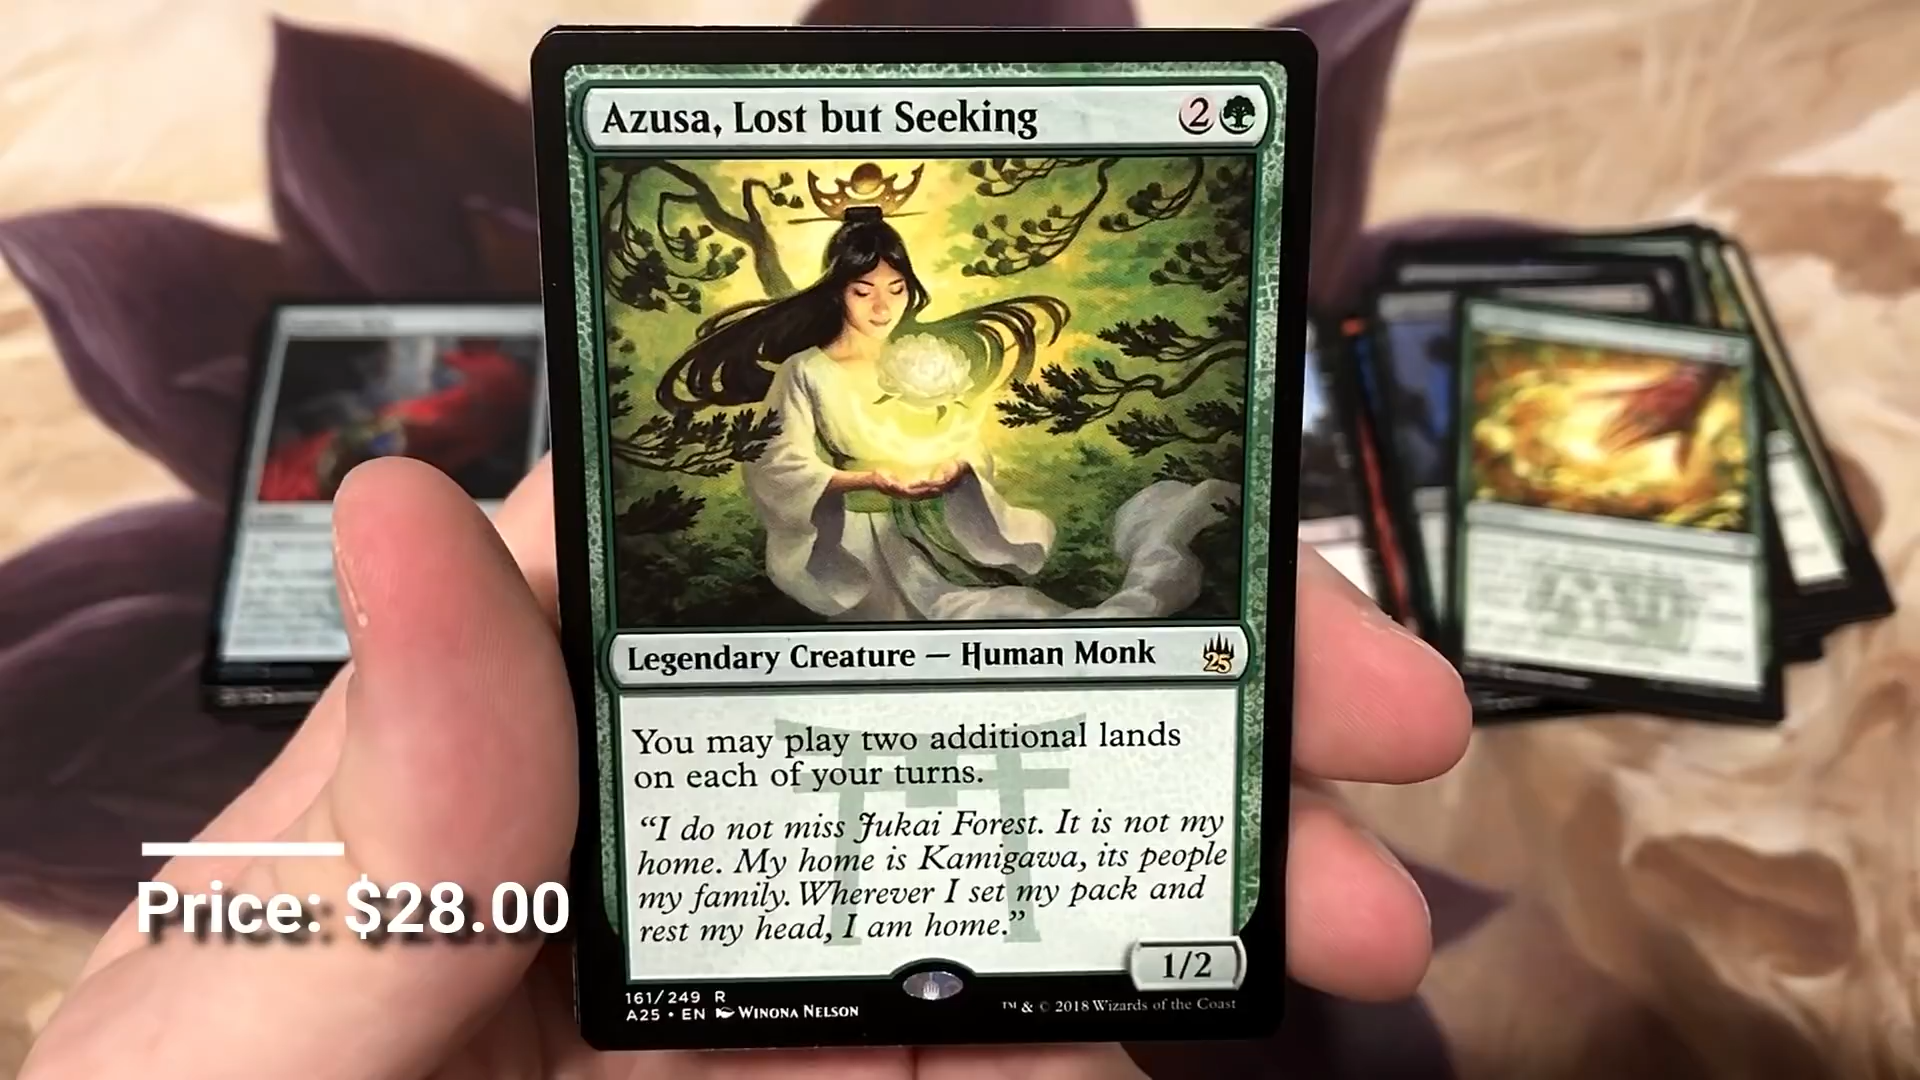 Azusa, Lost but Seeking 2
Legendary Creature — Human Monk
25
You may play two additional lands
on each of your turns.
“I do not miss Jukai Forest. It is not my
home. My home is Kamigawa, its people
my family. Wherever I set my pack and
rest my head, I am home.”
1/2
161/249 R
A25 • EN WINONA NELSON
™ & © 2018 Wizards of the Coast
Price: $28.00